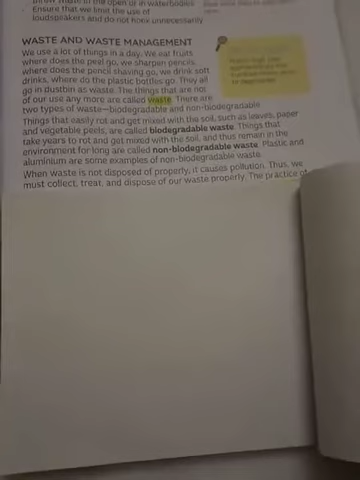 Ensure that we limit the use of
loudspeakers and do not honk unnecessarily
WASTE AND WASTE MANAGEMENT
We use a lot of things in a day. We eat fruits
where does the peel go, we sharpen pencils,
where does the pencil shaving go, we drink soft
drinks, where do the plastic bottles go. They all
go in dustbin as waste. The things that are not
of our use any more are called waste. There are
two types of waste—biodegradable and non-biodegradable
Things that easily rot and get mixed with the soil, such as leaves, paper
and vegetable peels, are called biodegradable waste. Things that
take years to rot and get mixed with the soil, and thus remain in the
environment for long are called non-biodegradable waste. Plastic and
aluminium are some examples of non-biodegradable waste.
When waste is not disposed of properly, it causes pollution. Thus, we
must collect, treat, and dispose of our waste properly. The practice of